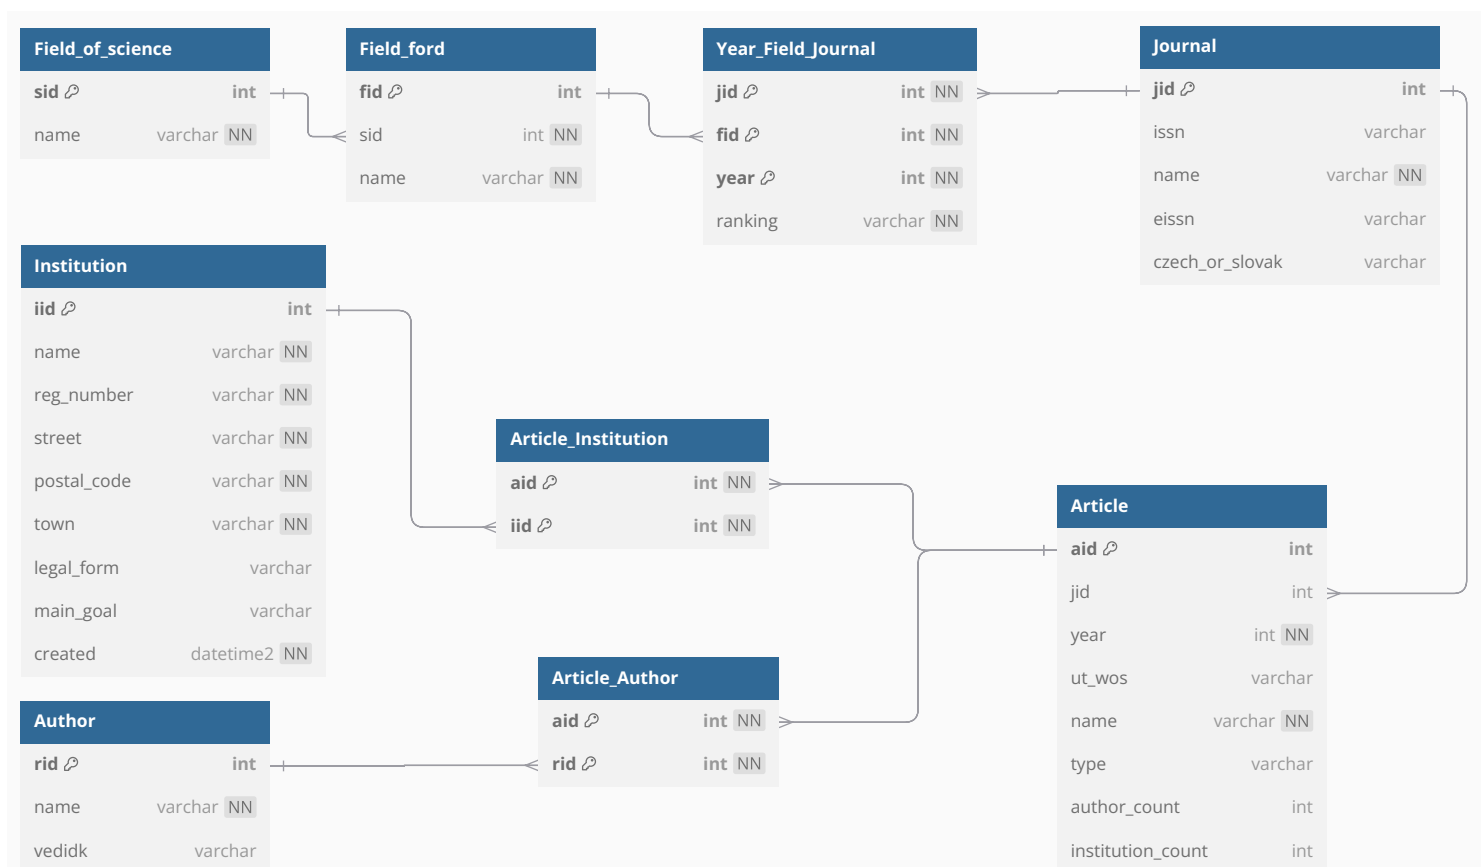 Field_of_science
sid int
name varchar NN
Field_ford
fid int
sid int NN
name varchar NN
Year_Field_Journal
jid int NN
fid int NN
year int NN
ranking varchar NN
Journal
jid int
issn varchar
name varchar NN
eissn varchar
czech_or_slovak varchar
Institution
iid int
name varchar NN
reg_number varchar NN
street varchar NN
postal_code varchar NN
town varchar NN
legal_form varchar
main_goal varchar
created datetime2 NN
Article_Institution
aid int NN
iid int NN
Article
aid int
jid int
year int NN
ut_wos varchar
name varchar NN
type varchar
author_count int
institution_count int
Article_Author
aid int NN
rid int NN
Author
rid int
name varchar NN
vedidk varchar